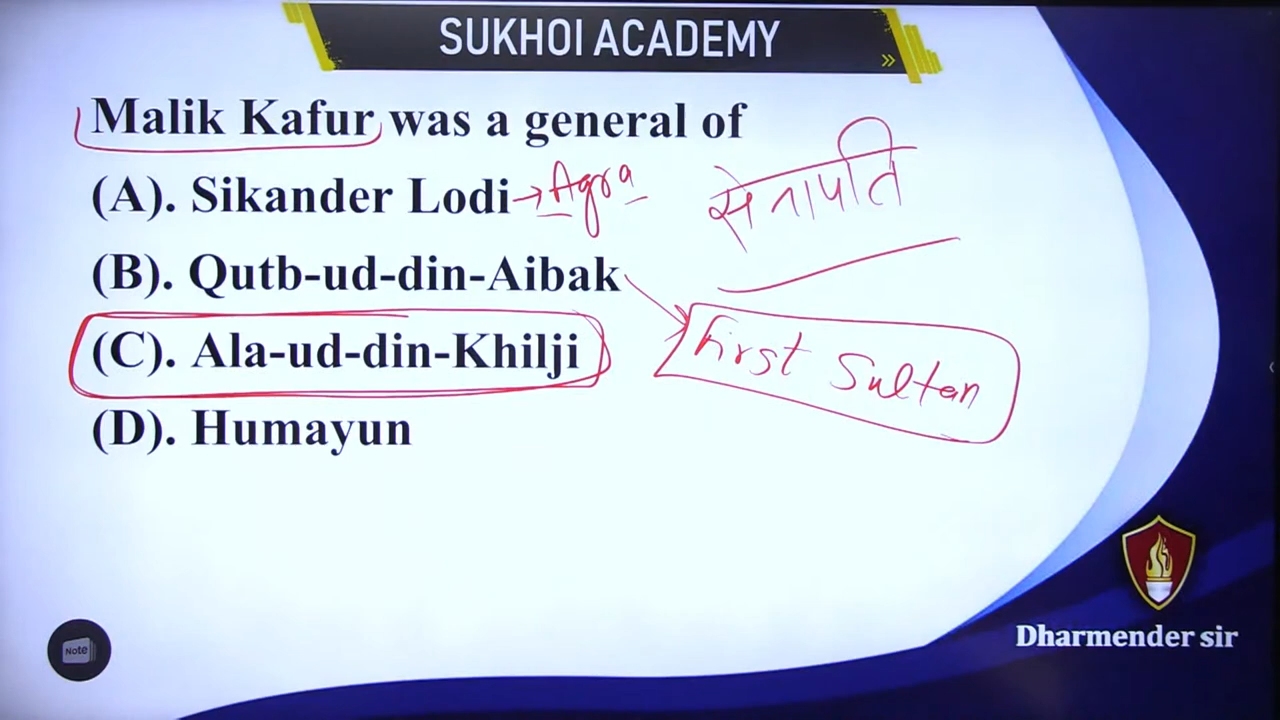 SUKHOI ACADEMY
Malik Kafur was a general of
(A). Sikander Lodi → Agra
सेनापति
(B). Qutb-ud-din-Aibak
First Sultan
(C). Ala-ud-din-Khilji
(D). Humayun
Note
Dharmender sir